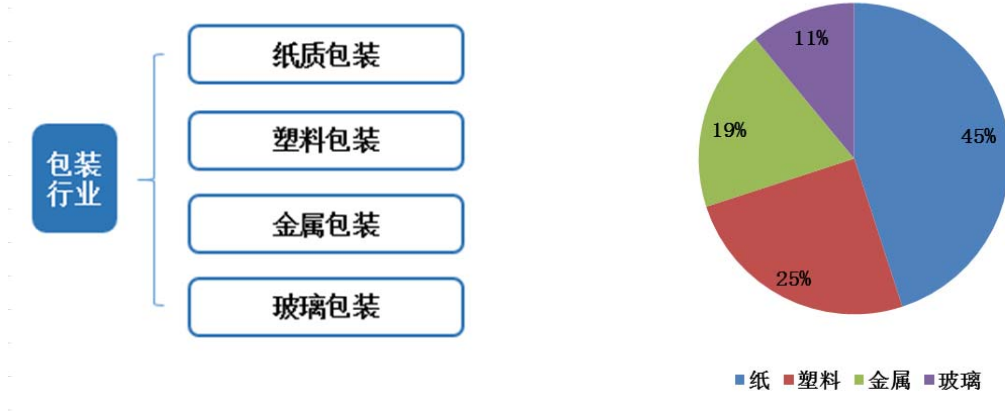 包装
行业
纸质包装
塑料包装
金属包装
玻璃包装
11%
19%
45%
25%
纸 塑料 金属 玻璃